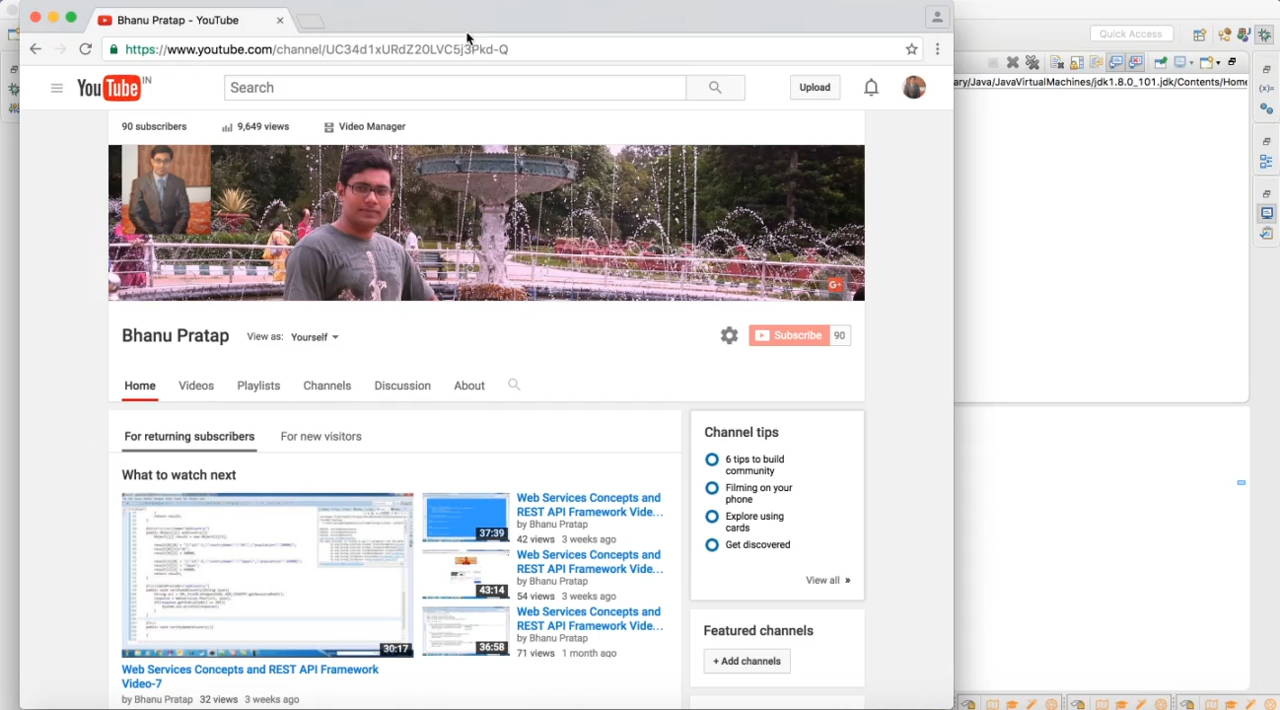 Bhanu Pratap - YouTube
https://www.youtube.com/channel/UC34d1xURdZ20LVC5j3Pkd-Q
Quick Access
ary/Java/JavaVirtualMachines/jdk1.8.0_101.jdk/Contents/Home
YouTube IN
Search
Upload
90 subscribers
9,649 views
Video Manager
G+
Bhanu Pratap
View as: Yourself
Subscribe 90
Home
Videos
Playlists
Channels
Discussion
About
For returning subscribers
For new visitors
What to watch next
30:17
Web Services Concepts and REST API Framework
Video-7
by Bhanu Pratap 32 views 3 weeks ago
37:39
Web Services Concepts and
REST API Framework Vide...
by Bhanu Pratap
42 views 3 weeks ago
43:14
Web Services Concepts and
REST API Framework Vide...
by Bhanu Pratap
54 views 3 weeks ago
36:58
Web Services Concepts and
REST API Framework Vide...
by Bhanu Pratap
71 views 1 month ago
Channel tips
6 tips to build
community
Filming on your
phone
Explore using
cards
Get discovered
View all »
Featured channels
+ Add channels